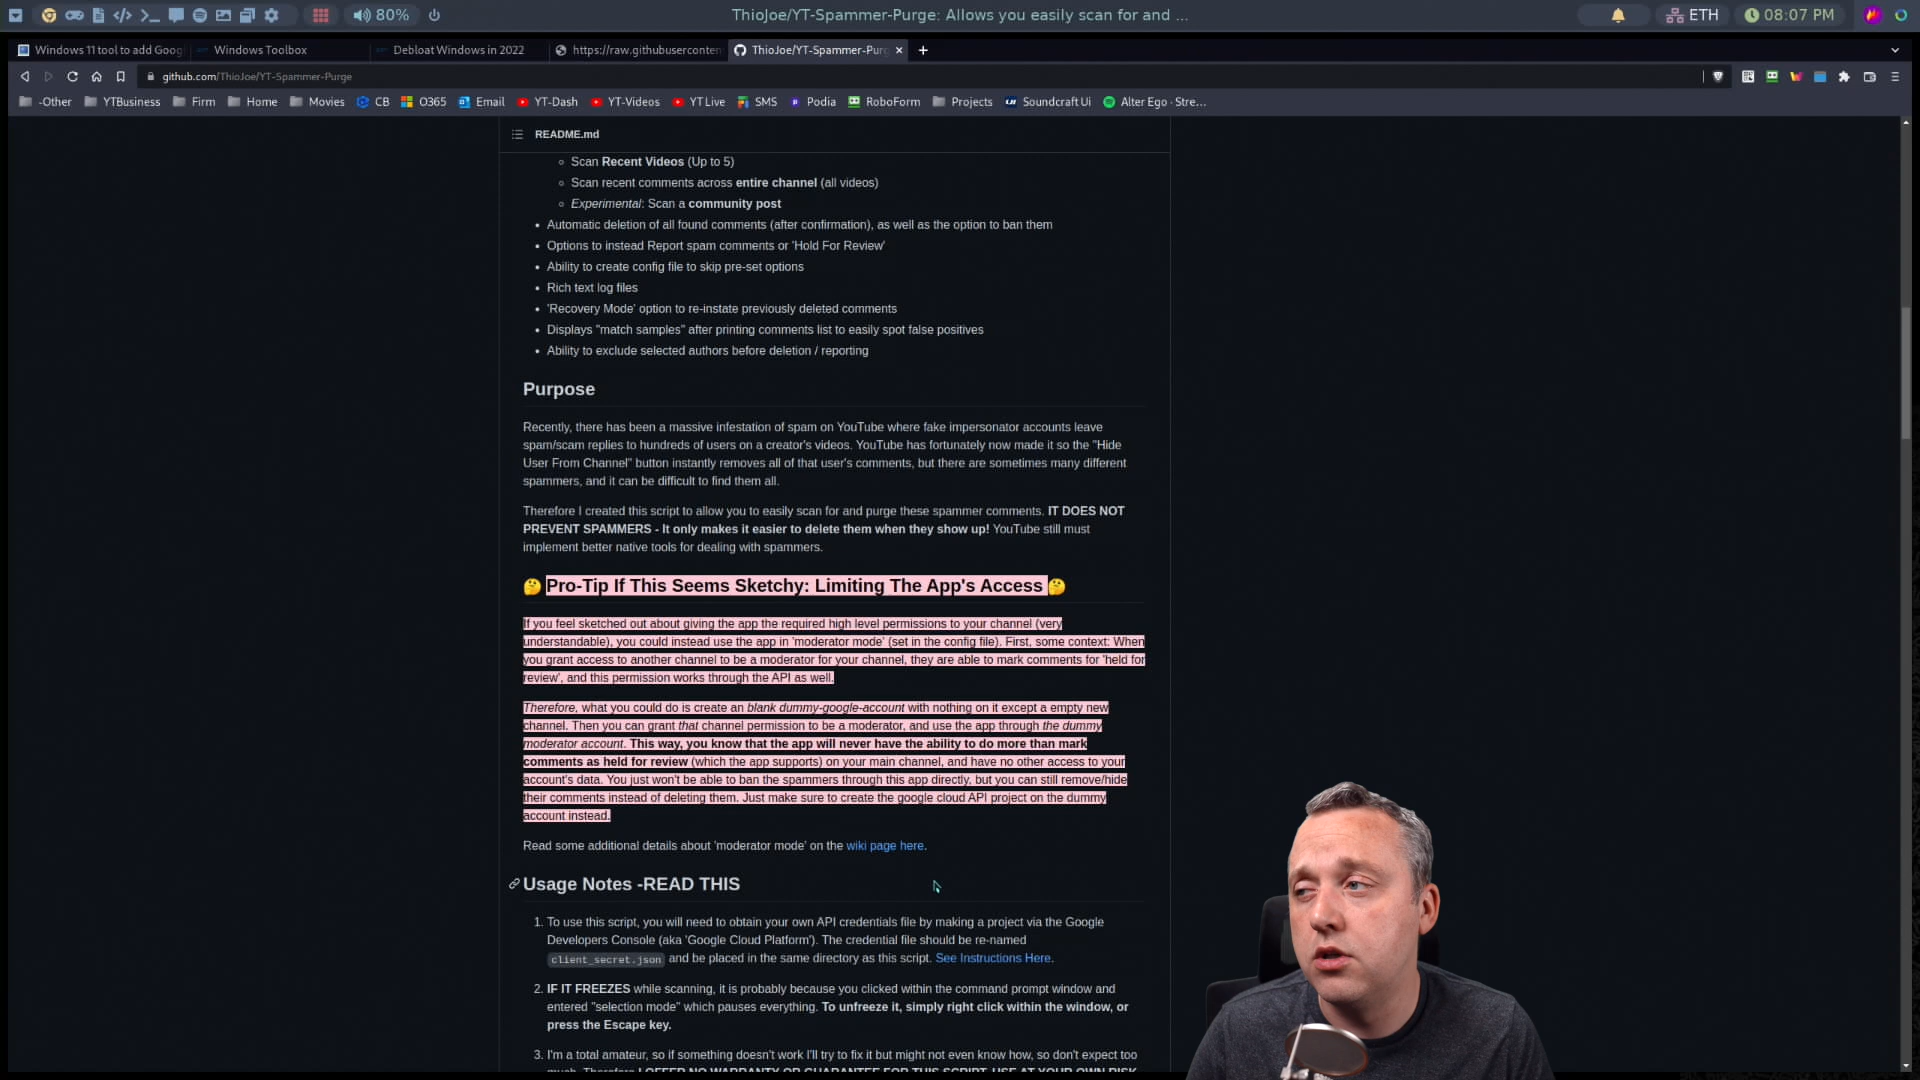 80%
ThioJoe/YT-Spammer-Purge: Allows you easily scan for and ...
ETH
08:07 PM
Windows 11 tool to add Goog
Windows Toolbox
Debloat Windows in 2022
https://raw.githubuserconten
ThioJoe/YT-Spammer-Purg
github.com/ThioJoe/YT-Spammer-Purge
-Other
YTBusiness
Firm
Home
Movies
CB
O365
Email
YT-Dash
YT-Videos
YT Live
SMS
Podia
RoboForm
Projects
Soundcraft Ui
Alter Ego · Stre...
README.md
Scan Recent Videos (Up to 5)
Scan recent comments across entire channel (all videos)
Experimental: Scan a community post
Automatic deletion of all found comments (after confirmation), as well as the option to ban them
Options to instead Report spam comments or 'Hold For Review'
Ability to create config file to skip pre-set options
Rich text log files
'Recovery Mode' option to re-instate previously deleted comments
Displays "match samples" after printing comments list to easily spot false positives
Ability to exclude selected authors before deletion / reporting
Purpose
Recently, there has been a massive infestation of spam on YouTube where fake impersonator accounts leave
spam/scam replies to hundreds of users on a creator's videos. YouTube has fortunately now made it so the "Hide
User From Channel" button instantly removes all of that user's comments, but there are sometimes many different
spammers, and it can be difficult to find them all.
Therefore I created this script to allow you to easily scan for and purge these spammer comments. IT DOES NOT
PREVENT SPAMMERS - It only makes it easier to delete them when they show up! YouTube still must
implement better native tools for dealing with spammers.
🤔 Pro-Tip If This Seems Sketchy: Limiting The App's Access 🤔
If you feel sketched out about giving the app the required high level permissions to your channel (very
understandable), you could instead use the app in 'moderator mode' (set in the config file). First, some context: When
you grant access to another channel to be a moderator for your channel, they are able to mark comments for 'held for
review', and this permission works through the API as well.
Therefore, what you could do is create an blank dummy-google-account with nothing on it except a empty new
channel. Then you can grant that channel permission to be a moderator, and use the app through the dummy
moderator account. This way, you know that the app will never have the ability to do more than mark
comments as held for review (which the app supports) on your main channel, and have no other access to your
account's data. You just won't be able to ban the spammers through this app directly, but you can still remove/hide
their comments instead of deleting them. Just make sure to create the google cloud API project on the dummy
account instead.
Read some additional details about 'moderator mode' on the wiki page here.
Usage Notes -READ THIS
1. To use this script, you will need to obtain your own API credentials file by making a project via the Google
Developers Console (aka 'Google Cloud Platform'). The credential file should be re-named
client_secret.json and be placed in the same directory as this script. See Instructions Here.
2. IF IT FREEZES while scanning, it is probably because you clicked within the command prompt window and
entered "selection mode" which pauses everything. To unfreeze it, simply right click within the window, or
press the Escape key.
3. I'm a total amateur, so if something doesn't work I'll try to fix it but might not even know how, so don't expect too
much. Therefore I OFFER NO WARRANTY OR GUARANTEE FOR THIS SCRIPT. USE AT YOUR OWN RISK.